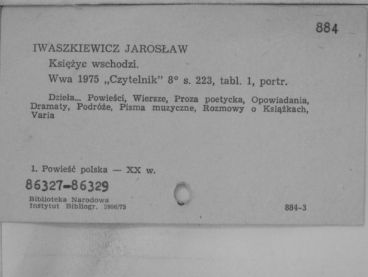 884
IWASZKIEWICZ JAROSŁAW
Księżyc wschodzi.
Wwa 1975 „Czytelnik" 8° s. 223, tabl. 1, portr.
Dzieła... Powieści, Wiersze, Proza poetycka, Opowiadania,
Dramaty, Podróże, Pisma muzyczne, Rozmowy o Książkach,
Varia
1. Powieść polska — XX w.
86327-86329
Biblioteka Narodowa
Instytut Bibliogr.
884-3